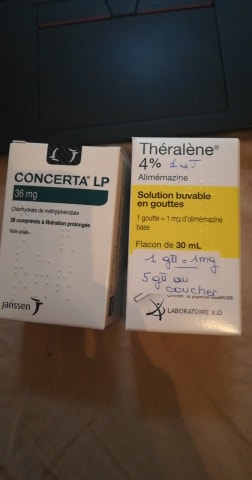 CONCERTA® LP
36 mg
Chlorhydrate de méthylphénidate
28 comprimés à libération prolongée
Voie orale
Janssen
Théralène®
4%
Alimémazine
Solution buvable
en gouttes
1 goutte = 1 mg d'alimémazine
base
Flacon de 30 mL
1 gtt = 1mg
5 gtt au
coucher
LABORATOIRE X.O